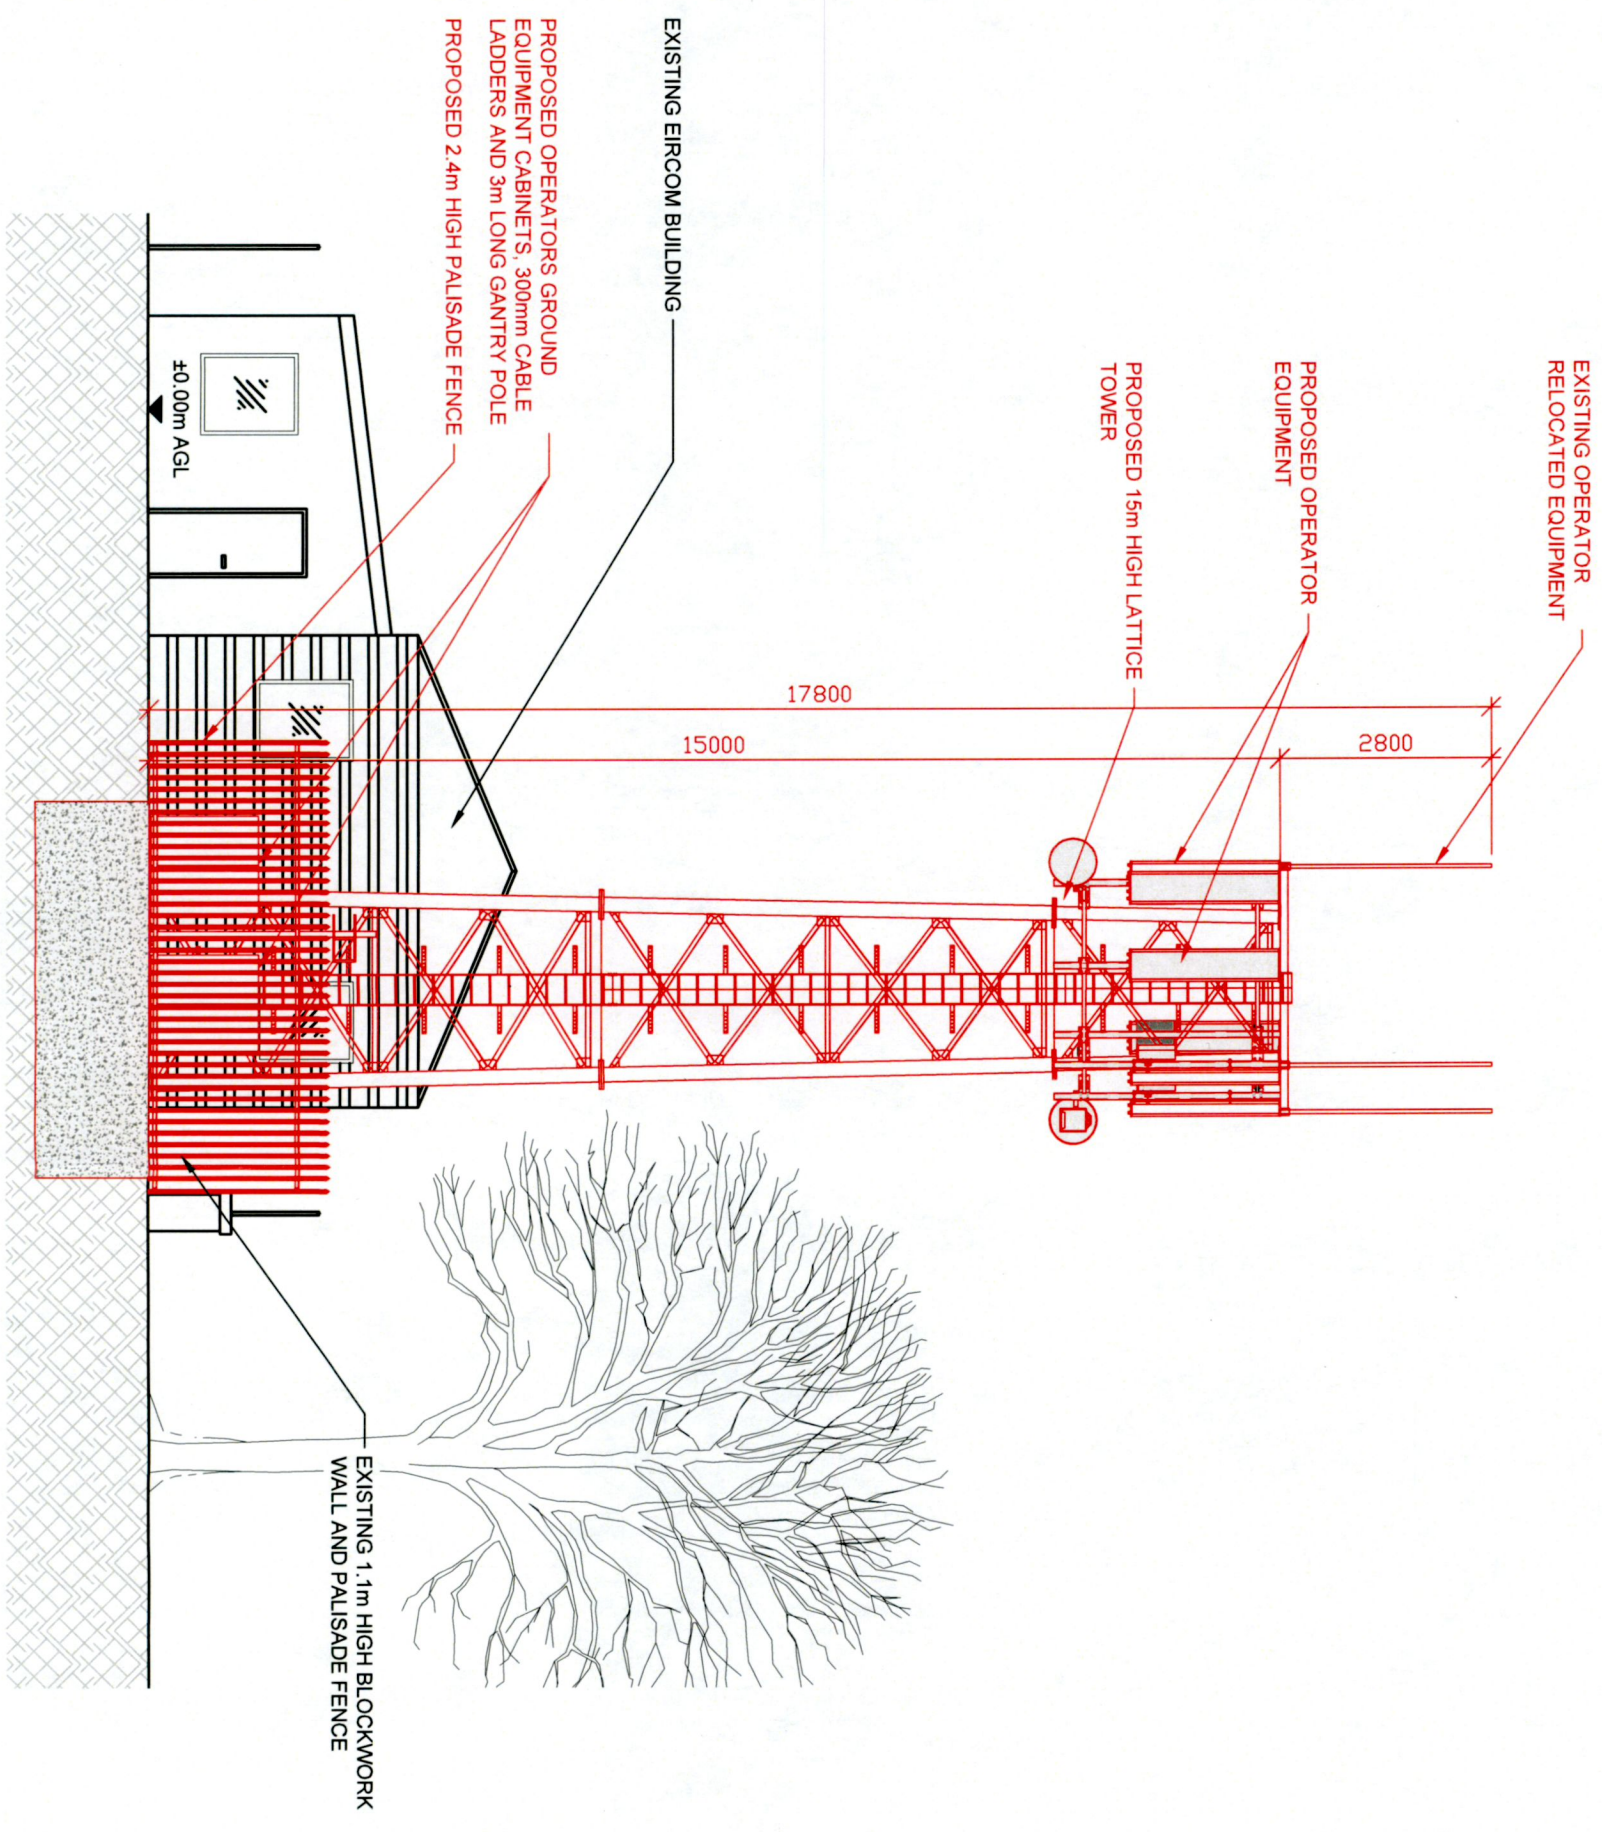 EXISTING OPERATOR
RELOCATED EQUIPMENT
PROPOSED OPERATOR
EQUIPMENT
PROPOSED 15m HIGH LATTICE
TOWER
2800
17800
15000
EXISTING EIRCOM BUILDING
PROPOSED OPERATORS GROUND
EQUIPMENT CABINETS, 300mm CABLE
LADDERS AND 3m LONG GANTRY POLE
PROPOSED 2.4m HIGH PALISADE FENCE
±0.00m AGL
EXISTING 1.1m HIGH BLOCKWORK
WALL AND PALISADE FENCE